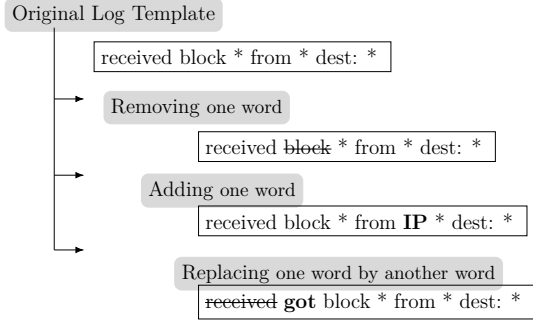 Original Log Template
received block * from * dest: *
Removing one word
received block * from * dest: *
Adding one word
received block * from IP * dest: *
Replacing one word by another word
received got block * from * dest: *